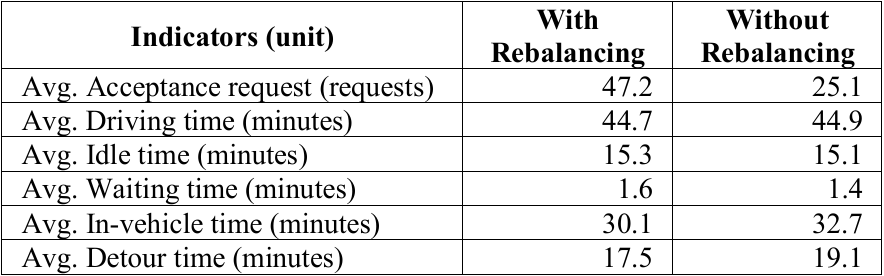 Indicators (unit) With Rebalancing Without Rebalancing
Avg. Acceptance request (requests) 47.2 25.1
Avg. Driving time (minutes) 44.7 44.9
Avg. Idle time (minutes) 15.3 15.1
Avg. Waiting time (minutes) 1.6 1.4
Avg. In-vehicle time (minutes) 30.1 32.7
Avg. Detour time (minutes) 17.5 19.1